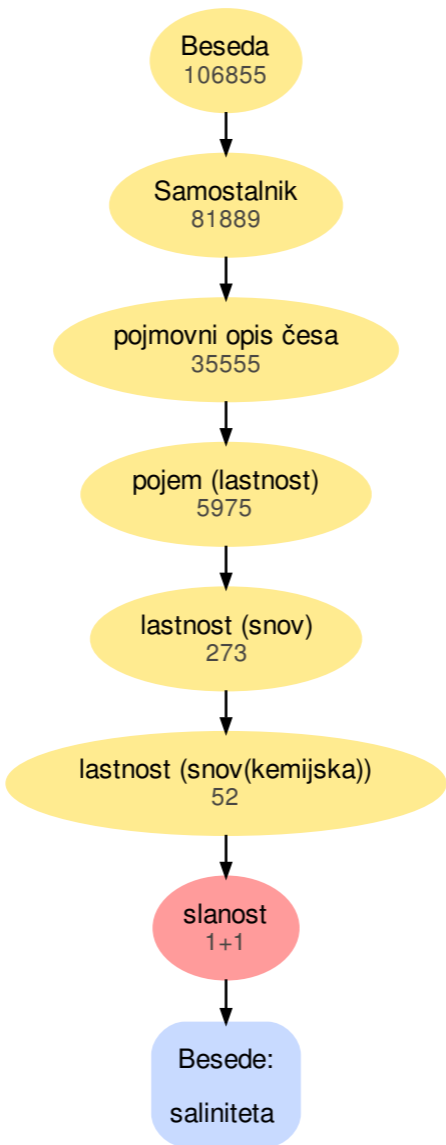 Beseda
106855
Samostalnik
81889
pojmovni opis česa
35555
pojem (lastnost)
5975
lastnost (snov)
273
lastnost (snov(kemijska))
52
slanost
1+1
Besede:
saliniteta